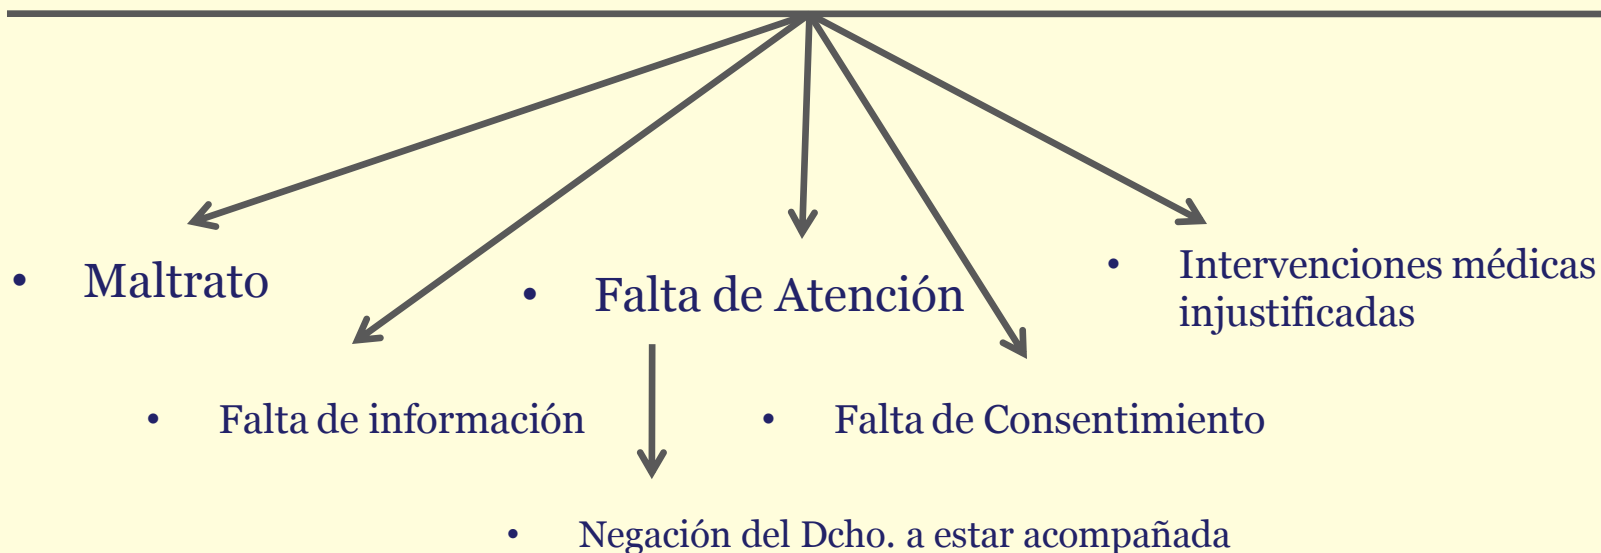 • Maltrato
• Falta de Atención
• Intervenciones médicas
injustificadas
• Falta de información
• Falta de Consentimiento
• Negación del Dcho. a estar acompañada